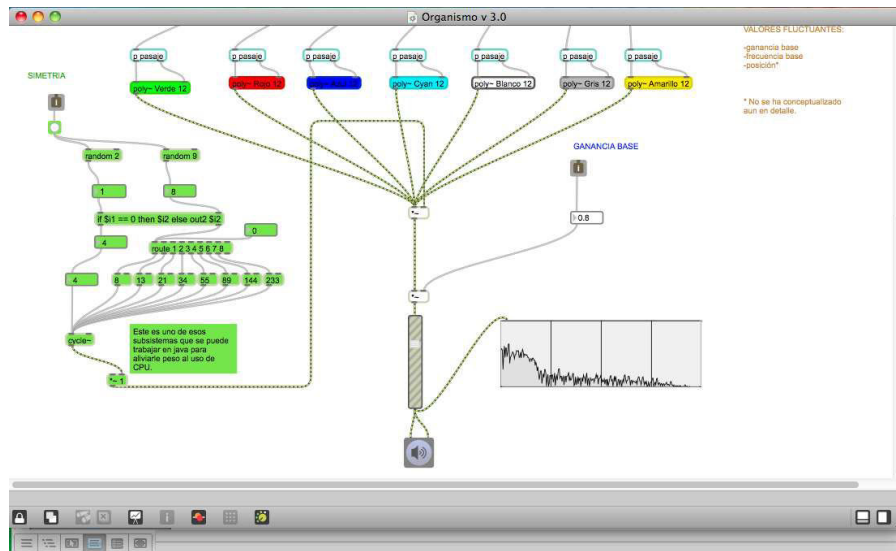 Organismo v 3.0
VALORES FLUCTUANTES:
-ganancia base
-frecuencia base
-posición*
* No se ha conceptualizado
aun en detalle.
p pasaje
p pasaje
p pasaje
p pasaje
p pasaje
p pasaje
p pasaje
poly~ Verde 12
poly~ Rojo 12
poly~ Azul 12
poly~ Cyan 12
poly~ Blanco 12
poly~ Gris 12
poly~ Amarillo 12
SIMETRIA
i
random 2
random 9
1
8
if $i1 == 0 then $i2 else out2 $i2
4
0
route 1 2 3 4 5 6 7 8
4
8
13
21
34
55
89
144
233
cycle~
*~ 1
Este es uno de esos
subsistemas que se puede
trabajar en java para
aliviarle peso al uso de
CPU.
GANANCIA BASE
i
0.8
*~
*~
i